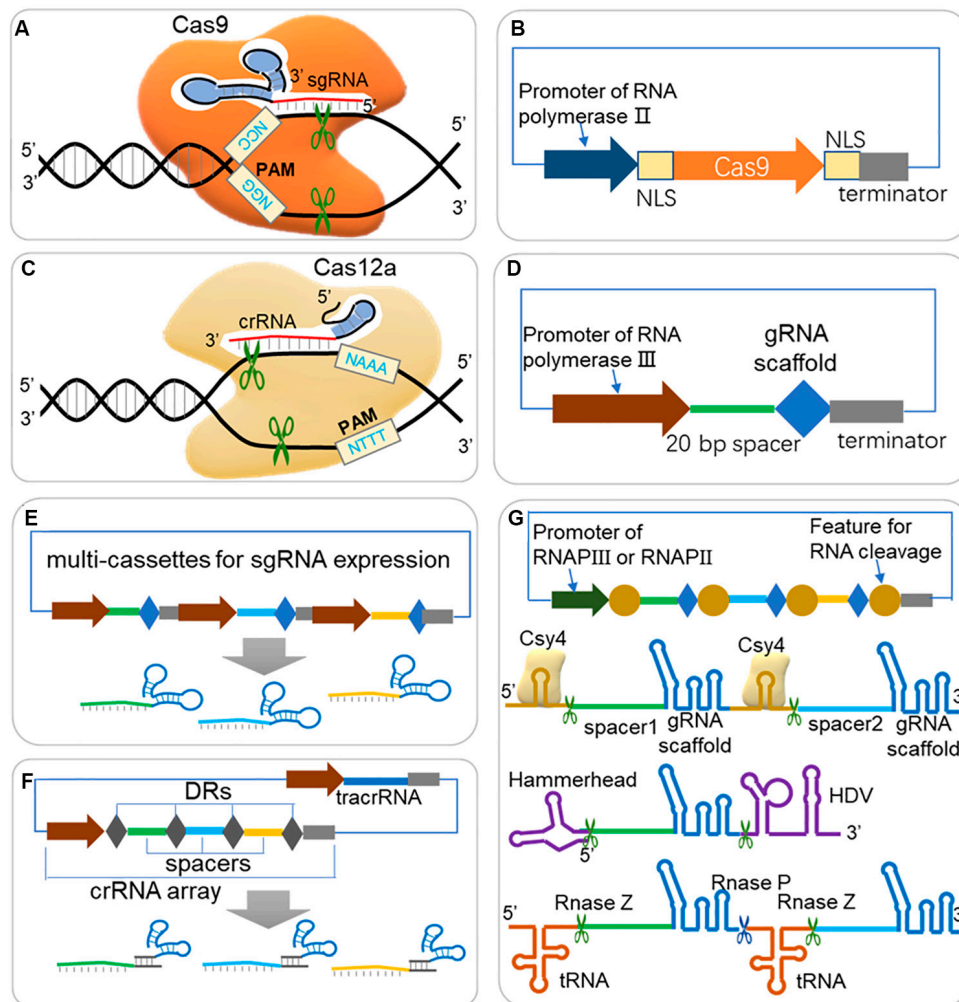 A
Cas9
3’
sgRNA
5’
5’
3’
NCC
PAM
NGG
5’
3’
B
Promoter of RNA
polymerase Ⅱ
NLS
Cas9
NLS
terminator
C
Cas12a
5’
crRNA
3’
NAAA
5’
3’
PAM
NTTT
5’
3’
D
Promoter of RNA
polymerase Ⅲ
gRNA
scaffold
20 bp spacer
terminator
E
multi-cassettes for sgRNA expression
F
tracrRNA
DRs
spacers
crRNA array
G
Promoter of
RNAPIII or RNAPII
Feature for
RNA cleavage
Csy4
Csy4
5’
3’
spacer1
gRNA
scaffold
spacer2
gRNA
scaffold
Hammerhead
HDV
5’
3’
5’
Rnase Z
Rnase P
Rnase Z
3’
tRNA
tRNA